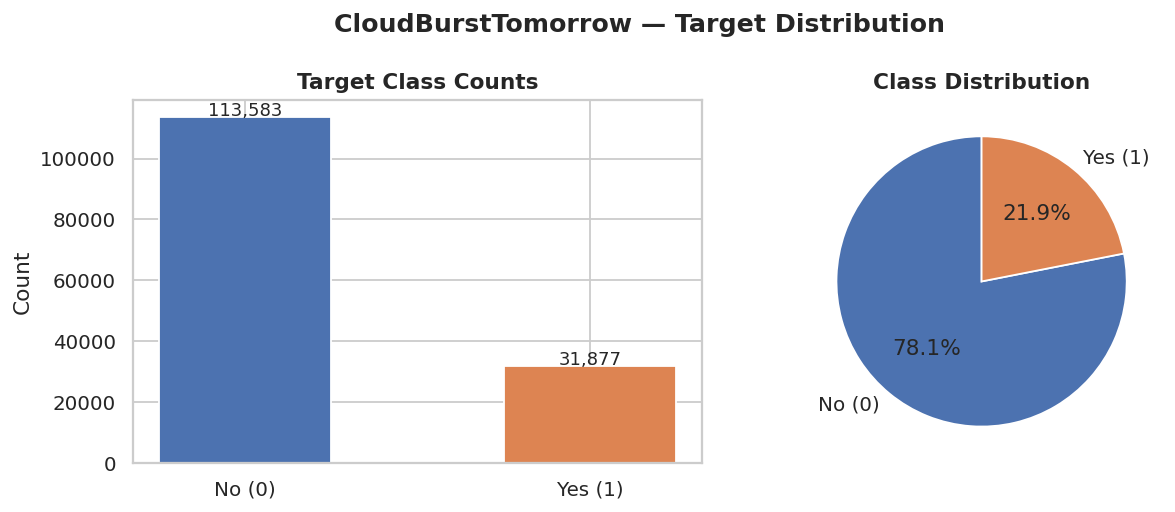 CloudBurstTomorrow — Target Distribution
Target Class Counts
113,583
31,877
100000
80000
60000
40000
20000
0
Count
No (0)
Yes (1)
Class Distribution
Yes (1)
21.9%
78.1%
No (0)